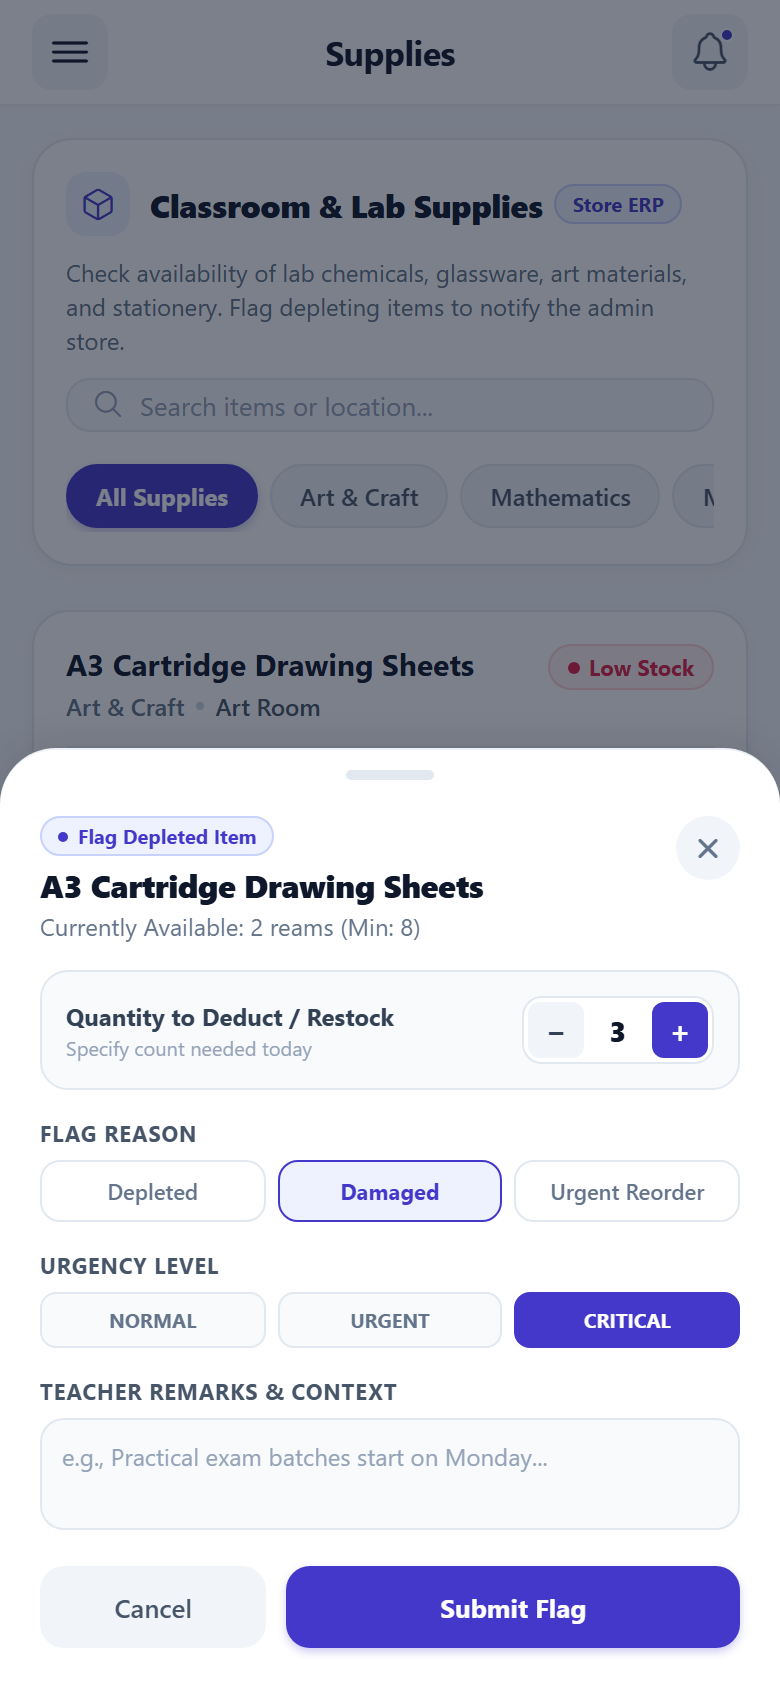 Supplies
Classroom & Lab Supplies
Store ERP
Check availability of lab chemicals, glassware, art materials,
and stationery. Flag depleting items to notify the admin
store.
Search items or location...
All Supplies
Art & Craft
Mathematics
A3 Cartridge Drawing Sheets
Low Stock
Art & Craft • Art Room
Flag Depleted Item
A3 Cartridge Drawing Sheets
Currently Available: 2 reams (Min: 8)
Quantity to Deduct / Restock
Specify count needed today
− 3 +
FLAG REASON
Depleted
Damaged
Urgent Reorder
URGENCY LEVEL
NORMAL
URGENT
CRITICAL
TEACHER REMARKS & CONTEXT
e.g., Practical exam batches start on Monday...
Cancel
Submit Flag